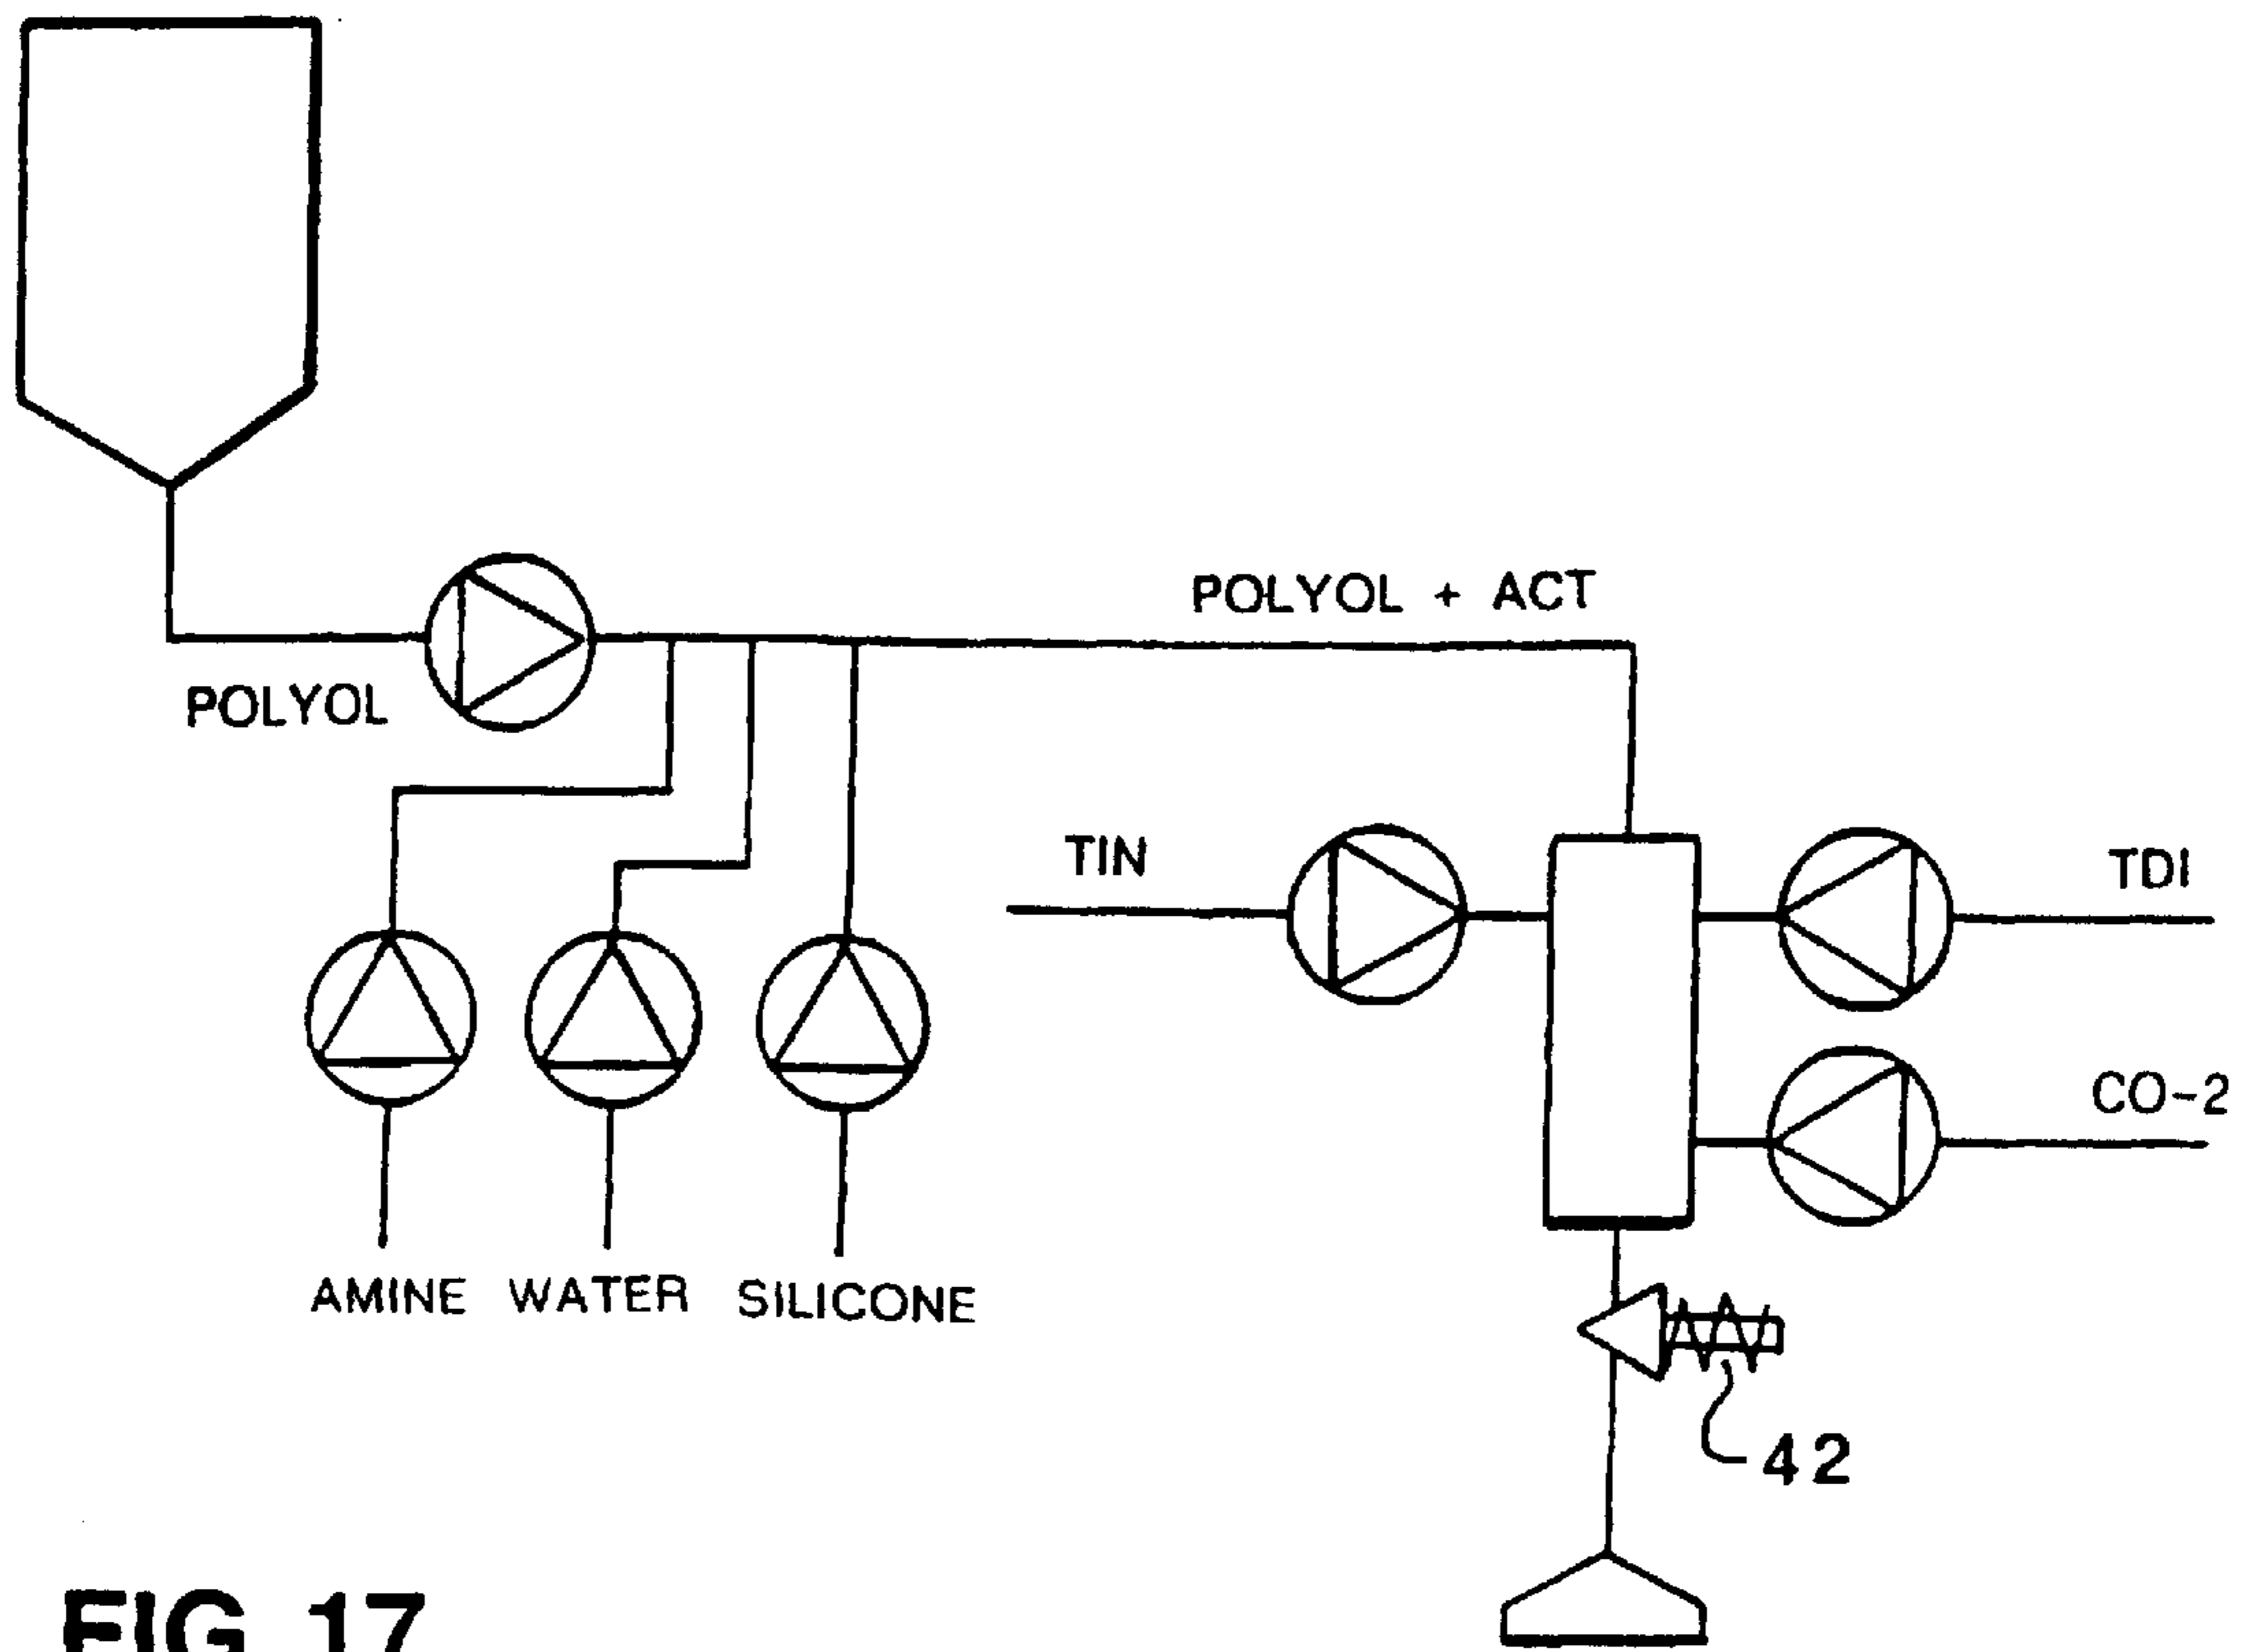 POLYOL + ACT
POLYOL
TIN
TDI
CO-2
AMINE WATER SILICONE
42
FIG 17